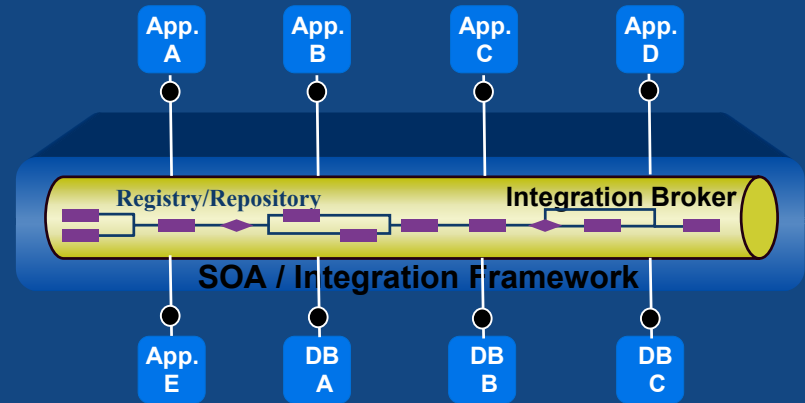 App.
A
App.
B
App.
C
App.
D
Registry/Repository
Integration Broker
SOA / Integration Framework
App.
E
DB
A
DB
B
DB
C